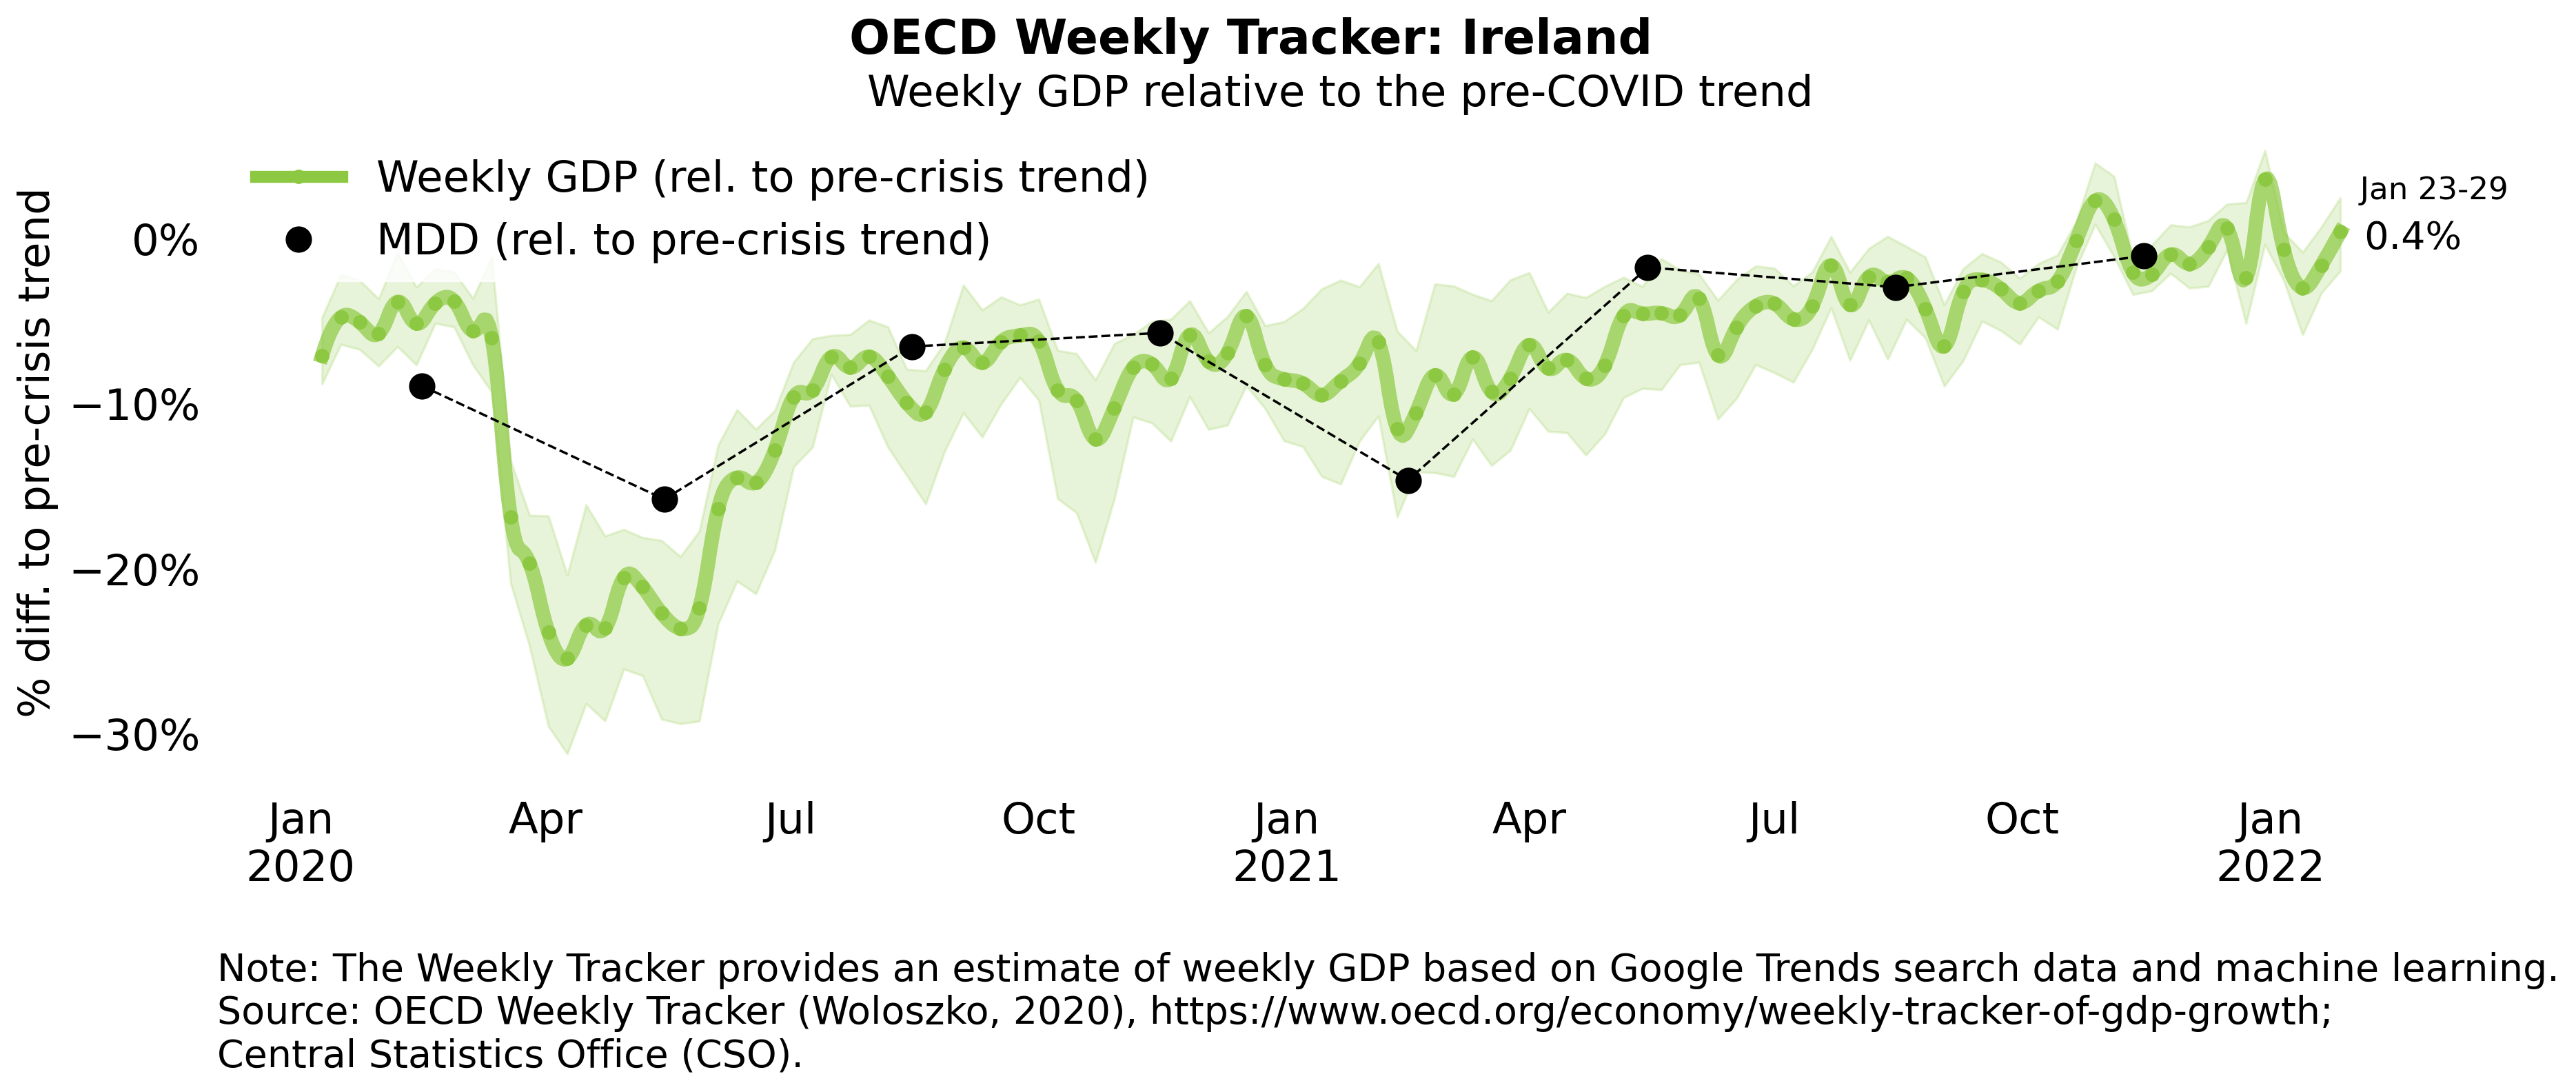 OECD Weekly Tracker: Ireland
Weekly GDP relative to the pre-COVID trend
Weekly GDP (rel. to pre-crisis trend)
MDD (rel. to pre-crisis trend)
% diff. to pre-crisis trend
0%
−10%
−20%
−30%
Jan 23-29
0.4%
Jan Apr Jul Oct Jan Apr Jul Oct Jan
2020 2021 2022
Note: The Weekly Tracker provides an estimate of weekly GDP based on Google Trends search data and machine learning.
Source: OECD Weekly Tracker (Woloszko, 2020), https://www.oecd.org/economy/weekly-tracker-of-gdp-growth;
Central Statistics Office (CSO).